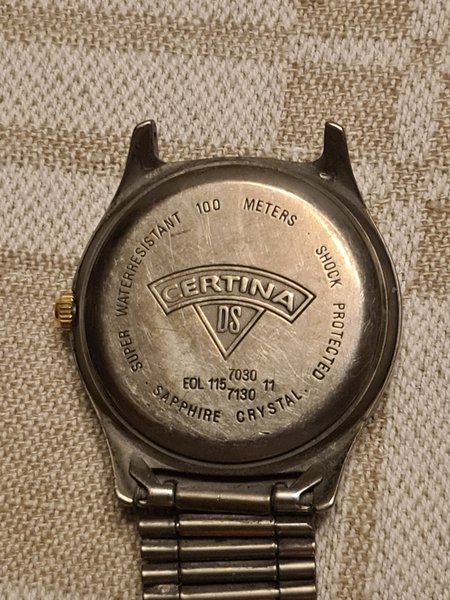 SUPER WATERRESISTANT 100 METERS · SHOCK PROTECTED · SAPPHIRE CRYSTAL ·
CERTINA
DS
7030
EOL 115 11
7130